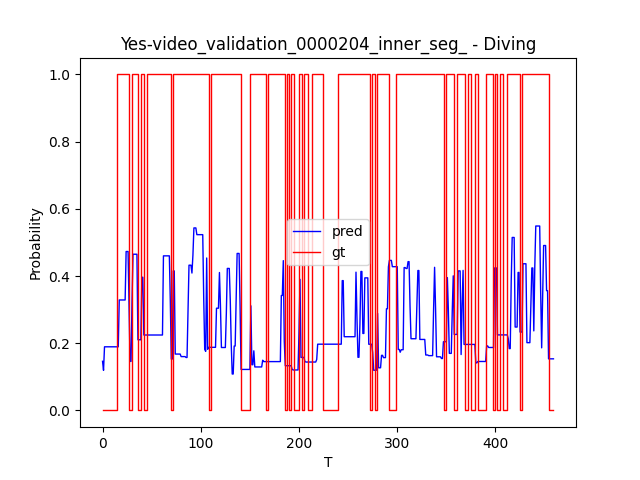 Yes-video_validation_0000204_inner_seg_ - Diving
1.0
0.8
0.6
0.4
0.2
0.0
Probability
pred
gt
0
100
200
300
400
T